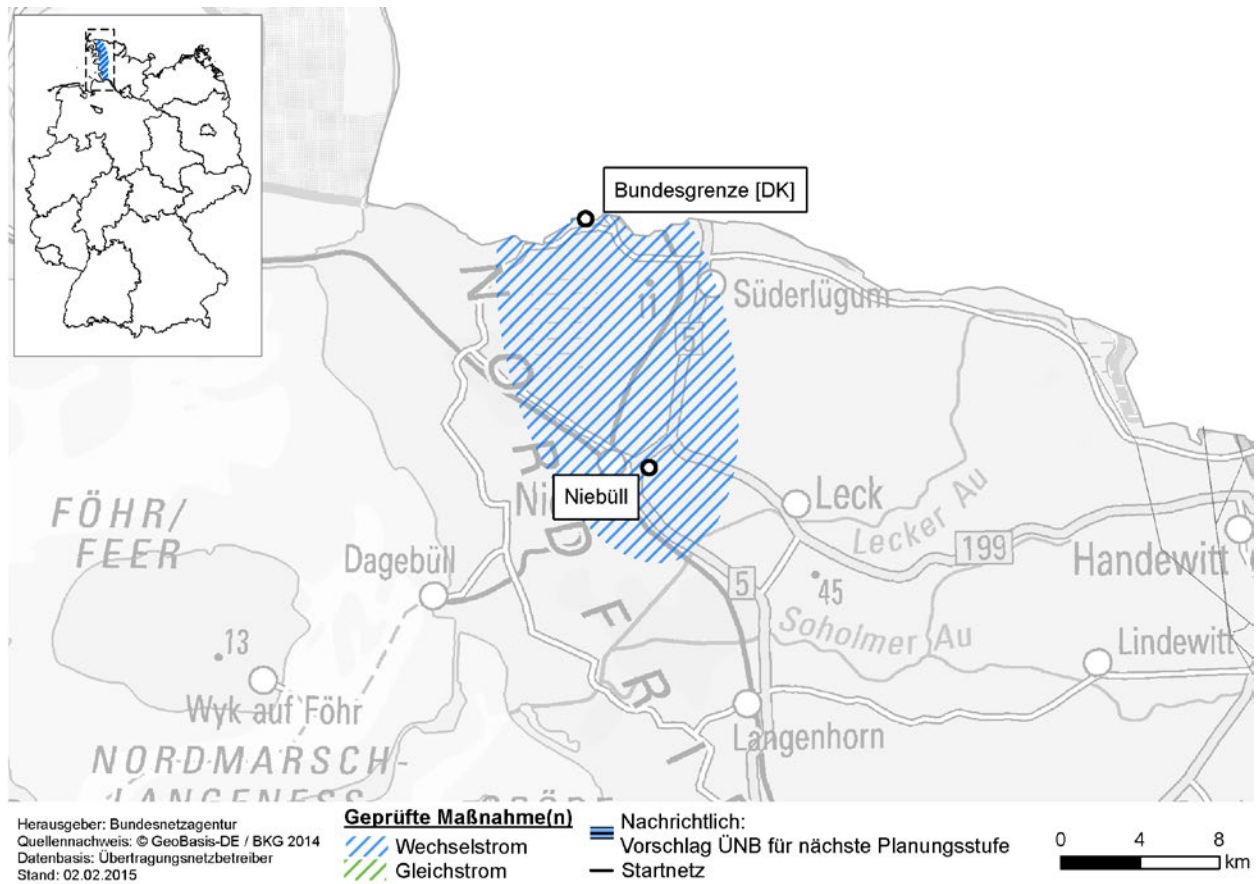 Bundesgrenze [DK]
Süderlügum
5
Niebüll
Leck
Lecker Au
199
Handewitt
FÖHR/
FEER
Dagebüll
5
45
Soholmer Au
Lindewitt
13
Wyk auf Föhr
Langenhorn
NORDMARSCH-
LANGENESS
NORDFRI
Herausgeber: Bundesnetzagentur
Quellennachweis: © GeoBasis-DE / BKG 2014
Datenbasis: Übertragungsnetzbetreiber
Stand: 02.02.2015
Geprüfte Maßnahme(n)
Wechselstrom
Gleichstrom
Nachrichtlich:
Vorschlag ÜNB für nächste Planungsstufe
Startnetz
0 4 8
km